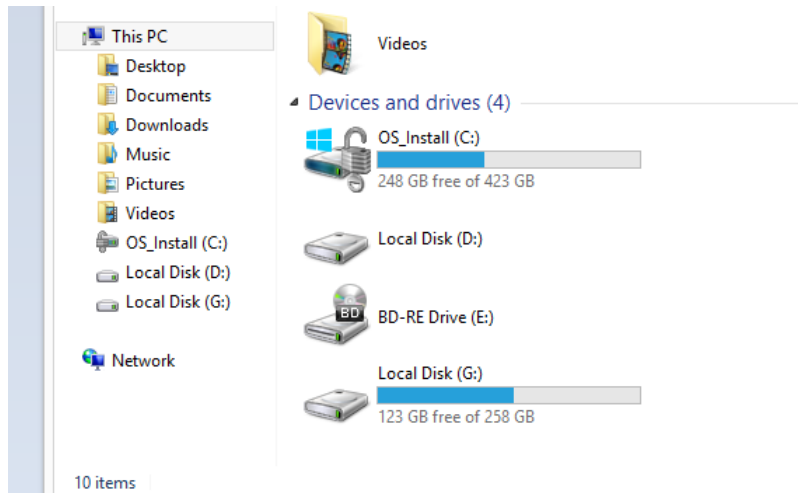 This PC
Desktop
Documents
Downloads
Music
Pictures
Videos
OS_Install (C:)
Local Disk (D:)
Local Disk (G:)
Network
Videos
Devices and drives (4)
OS_Install (C:)
248 GB free of 423 GB
Local Disk (D:)
BD
BD-RE Drive (E:)
Local Disk (G:)
123 GB free of 258 GB
10 items